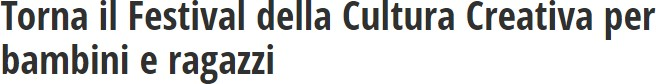 Torna il Festival della Cultura Creativa per
bambini e ragazzi